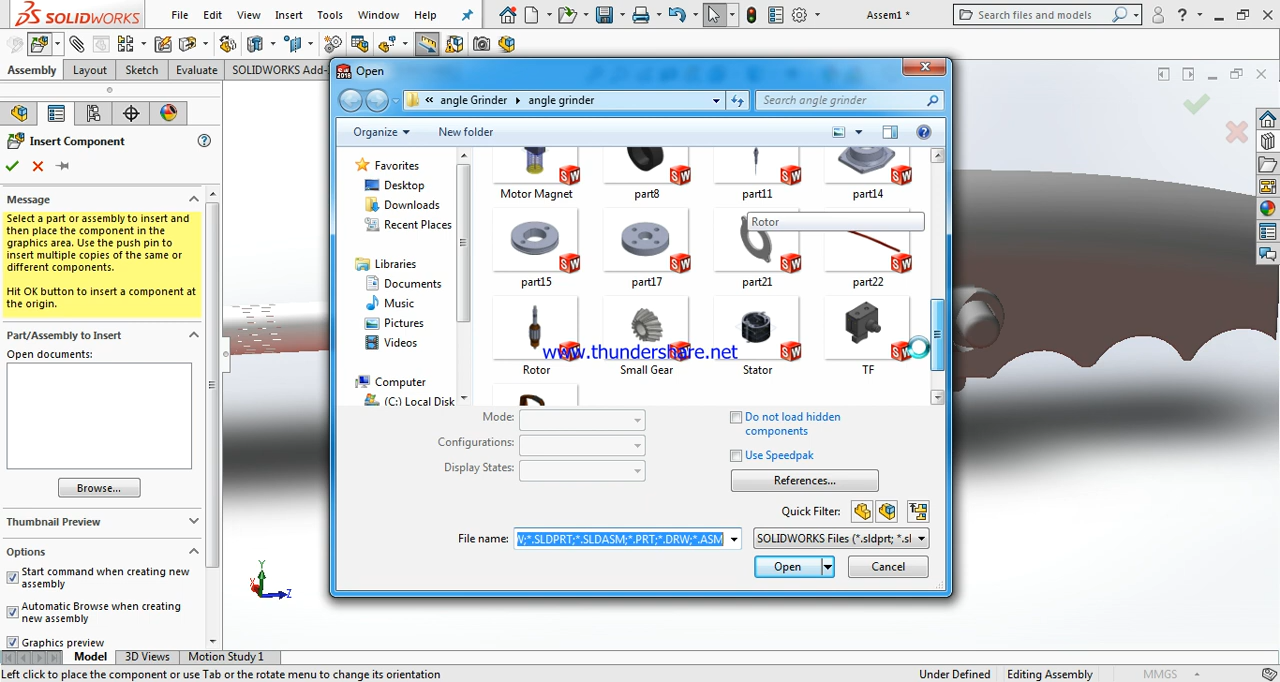 SOLIDWORKS
File Edit View Insert Tools Window Help
Assem1 *
Search files and models
Assembly Layout Sketch Evaluate SOLIDWORKS Add-
Insert Component
Message
Select a part or assembly to insert and
then place the component in the
graphics area. Use the push pin to
insert multiple copies of the same or
different components.
Hit OK button to insert a component at
the origin.
Part/Assembly to Insert
Open documents:
Browse...
Thumbnail Preview
Options
Start command when creating new
assembly
Automatic Browse when creating
new assembly
Graphics preview
Open
« angle Grinder angle grinder
Search angle grinder
Organize New folder
Favorites
Desktop
Downloads
Recent Places
Libraries
Documents
Music
Pictures
Videos
Computer
(C:) Local Disk
Motor Magnet part8 part11 part14
Rotor
part15 part17 part21 part22
www.thundershare.net
Rotor Small Gear Stator TF
Mode:
Configurations:
Display States:
Do not load hidden
components
Use Speedpak
References...
Quick Filter:
File name: *.SLDPRT;*.SLDASM;*.PRT;*.DRW;*.ASM
SOLIDWORKS Files (*.sldprt; *.sl
Open Cancel
Y
Z
Model 3D Views Motion Study 1
Left click to place the component or use Tab or the rotate menu to change its orientation
Under Defined Editing Assembly MMGS